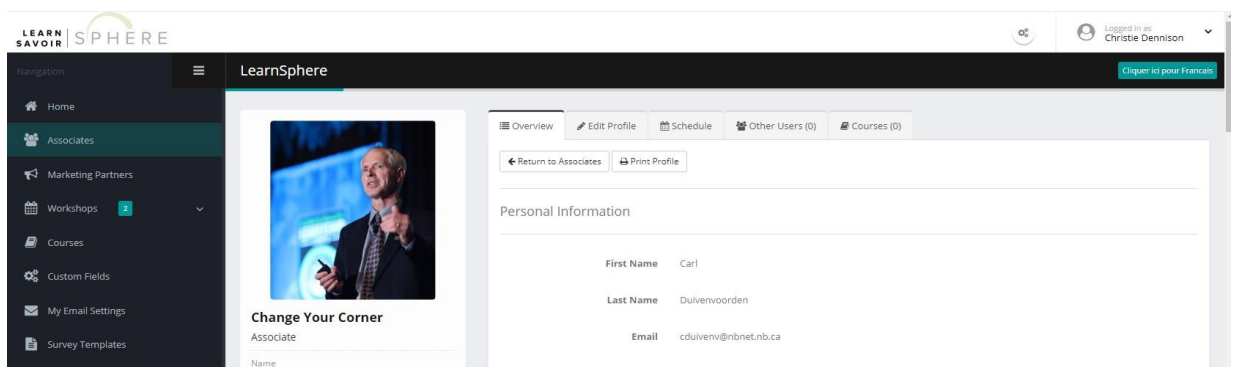 LEARN SAVOIR SPHERE
Logged in as
Christie Dennison
Navigation
LearnSphere
Cliquer ici pour Francais
Home
Associates
Marketing Partners
Workshops 2
Courses
Custom Fields
My Email Settings
Survey Templates
Change Your Corner
Associate
Name
Overview Edit Profile Schedule Other Users (0) Courses (0)
Return to Associates Print Profile
Personal Information
First Name Carl
Last Name Duivenvoorden
Email cduivenv@nbnet.nb.ca